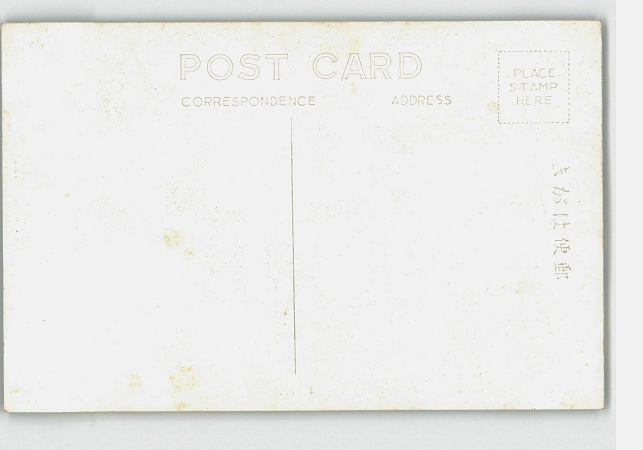 POST CARD
CORRESPONDENCE
ADDRESS
PLACE
STAMP
HERE
きがは便郵